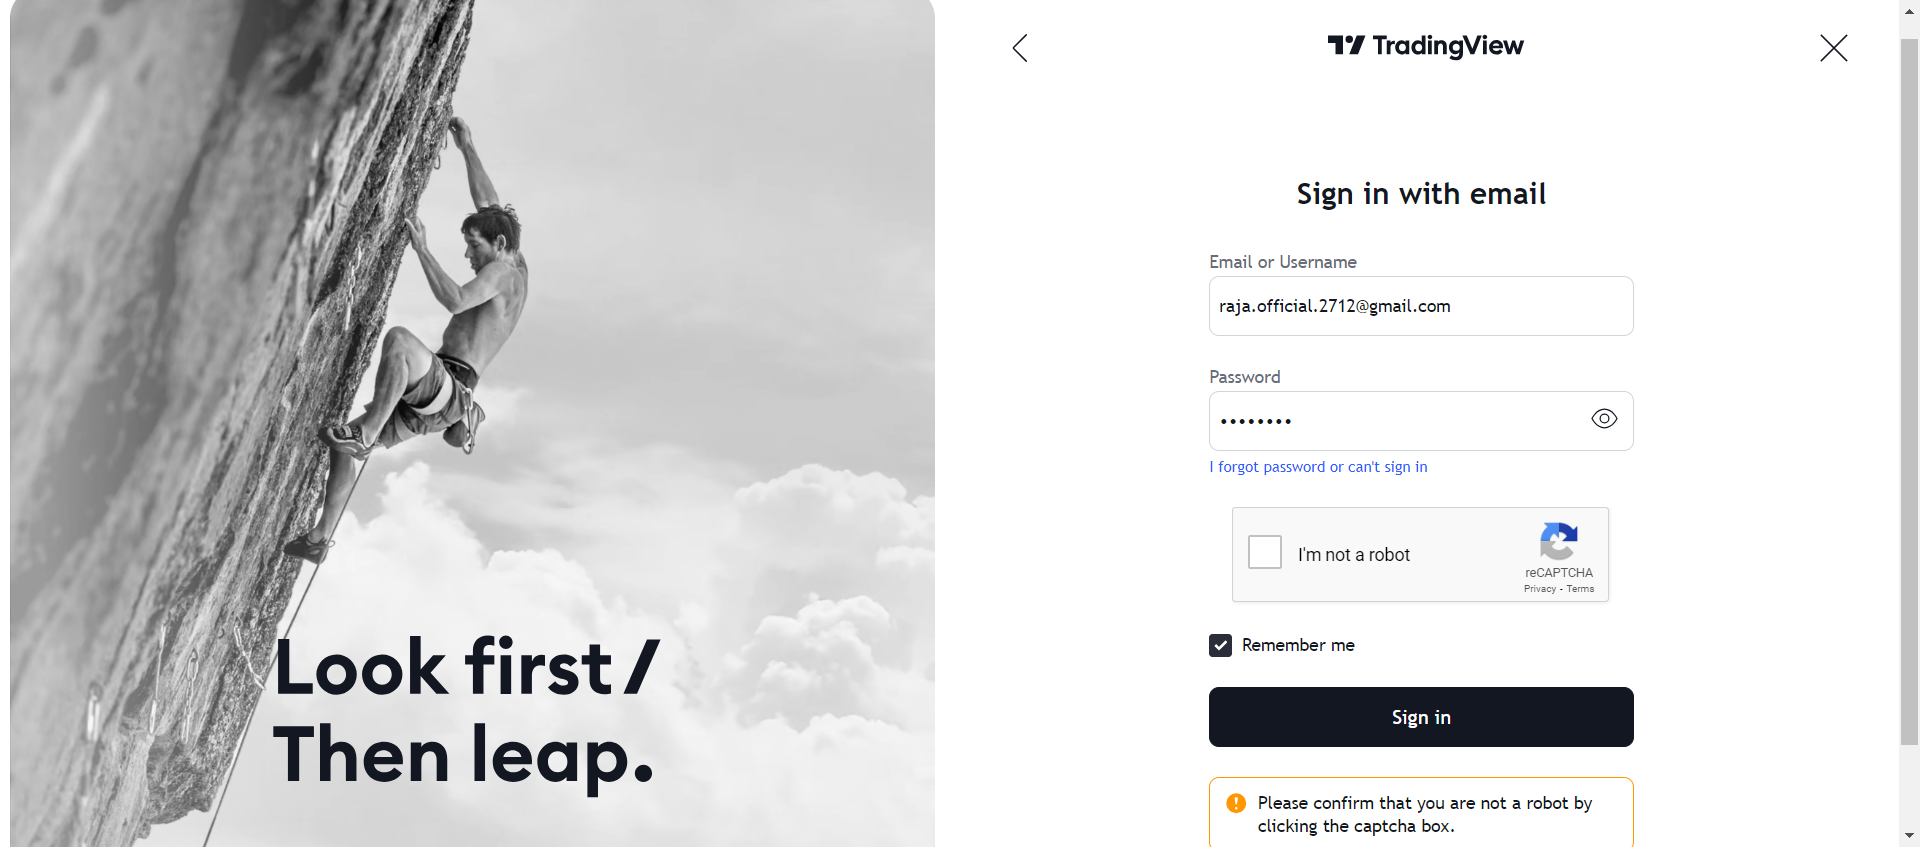 TradingView
Sign in with email
Email or Username
raja.official.2712@gmail.com
Password
••••••••
I forgot password or can't sign in
I'm not a robot
reCAPTCHA
Privacy - Terms
Remember me
Sign in
Please confirm that you are not a robot by
clicking the captcha box.
Look first/
Then leap.